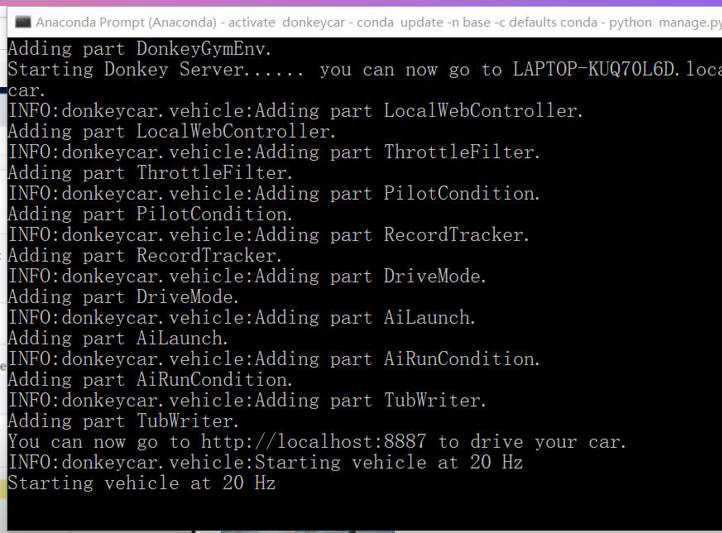 Anaconda Prompt (Anaconda) - activate donkeycar - conda update -n base -c defaults conda - python manage.py
Adding part DonkeyGymEnv.
Starting Donkey Server...... you can now go to LAPTOP-KUQ70L6D.loca
car.
INFO:donkeycar.vehicle:Adding part LocalWebController.
Adding part LocalWebController.
INFO:donkeycar.vehicle:Adding part ThrottleFilter.
Adding part ThrottleFilter.
INFO:donkeycar.vehicle:Adding part PilotCondition.
Adding part PilotCondition.
INFO:donkeycar.vehicle:Adding part RecordTracker.
Adding part RecordTracker.
INFO:donkeycar.vehicle:Adding part DriveMode.
Adding part DriveMode.
INFO:donkeycar.vehicle:Adding part AiLaunch.
Adding part AiLaunch.
INFO:donkeycar.vehicle:Adding part AiRunCondition.
Adding part AiRunCondition.
INFO:donkeycar.vehicle:Adding part TubWriter.
Adding part TubWriter.
You can now go to http://localhost:8887 to drive your car.
INFO:donkeycar.vehicle:Starting vehicle at 20 Hz
Starting vehicle at 20 Hz